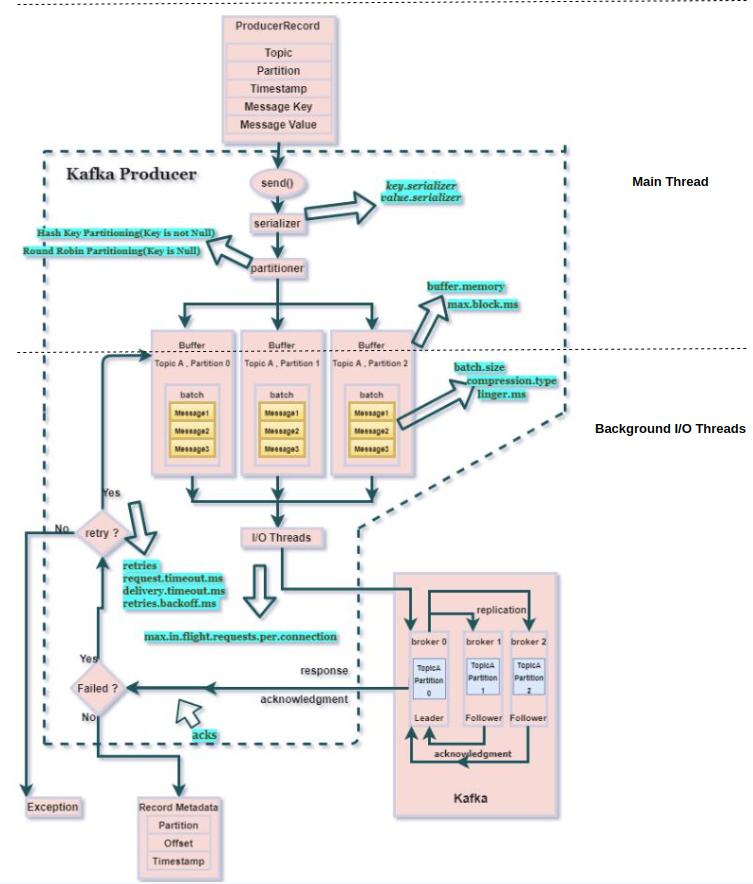 ProducerRecord
Topic
Partition
Timestamp
Message Key
Message Value
Kafka Producer
Main Thread
send()
key.serializer
value.serializer
serializer
Hash Key Partitioning(Key is not Null)
Round Robin Partitioning(Key is Null)
partitioner
buffer.memory
max.block.ms
Buffer
Topic A , Partition 0
batch
Message1
Message2
Message3
Buffer
Topic A , Partition 1
batch
Message1
Message2
Message3
Buffer
Topic A , Partition 2
batch
Message1
Message2
Message3
batch.size
compression.type
linger.ms
Background I/O Threads
Yes
No
retry ?
I/O Threads
retries
request.timeout.ms
delivery.timeout.ms
retries.backoff.ms
max.in.flight.requests.per.connection
replication
broker 0
broker 1
broker 2
TopicA
Partition
0
TopicA
Partition
1
TopicA
Partition
2
Leader
Follower
Follower
acknowledgment
Kafka
response
acknowledgment
Yes
Failed ?
No
acks
Exception
Record Metadata
Partition
Offset
Timestamp